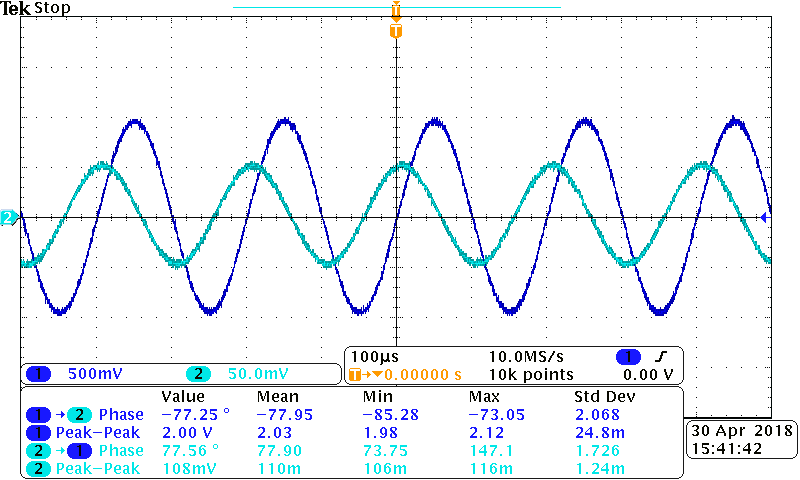 Tek Stop
T
T
2
1 500mV 2 50.0mV
100µs 10.0MS/s 1
T→▼0.00000 s 10k points 0.00 V
Value Mean Min Max Std Dev
1 →2 Phase −77.25 ° −77.95 −85.28 −73.05 2.068
1 Peak−Peak 2.00 V 2.03 1.98 2.12 24.8m
2 →1 Phase 77.56 ° 77.90 73.75 147.1 1.726
2 Peak−Peak 108mV 110m 106m 116m 1.24m
30 Apr 2018
15:41:42